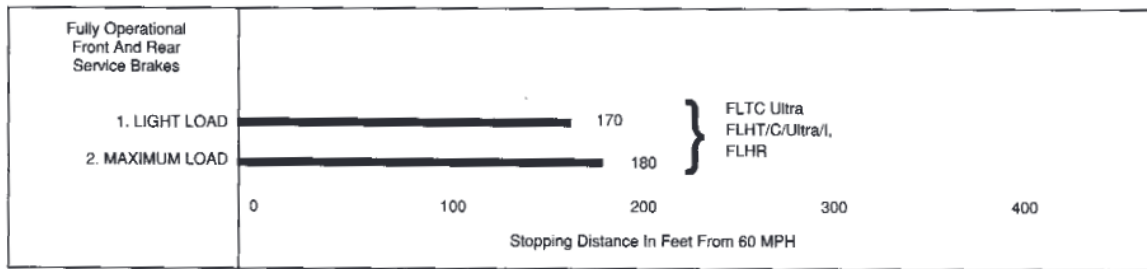 Fully Operational
Front And Rear
Service Brakes
1. LIGHT LOAD 170
2. MAXIMUM LOAD 180
FLTC Ultra
FLHT/C/Ultra/I,
FLHR
0 100 200 300 400
Stopping Distance In Feet From 60 MPH